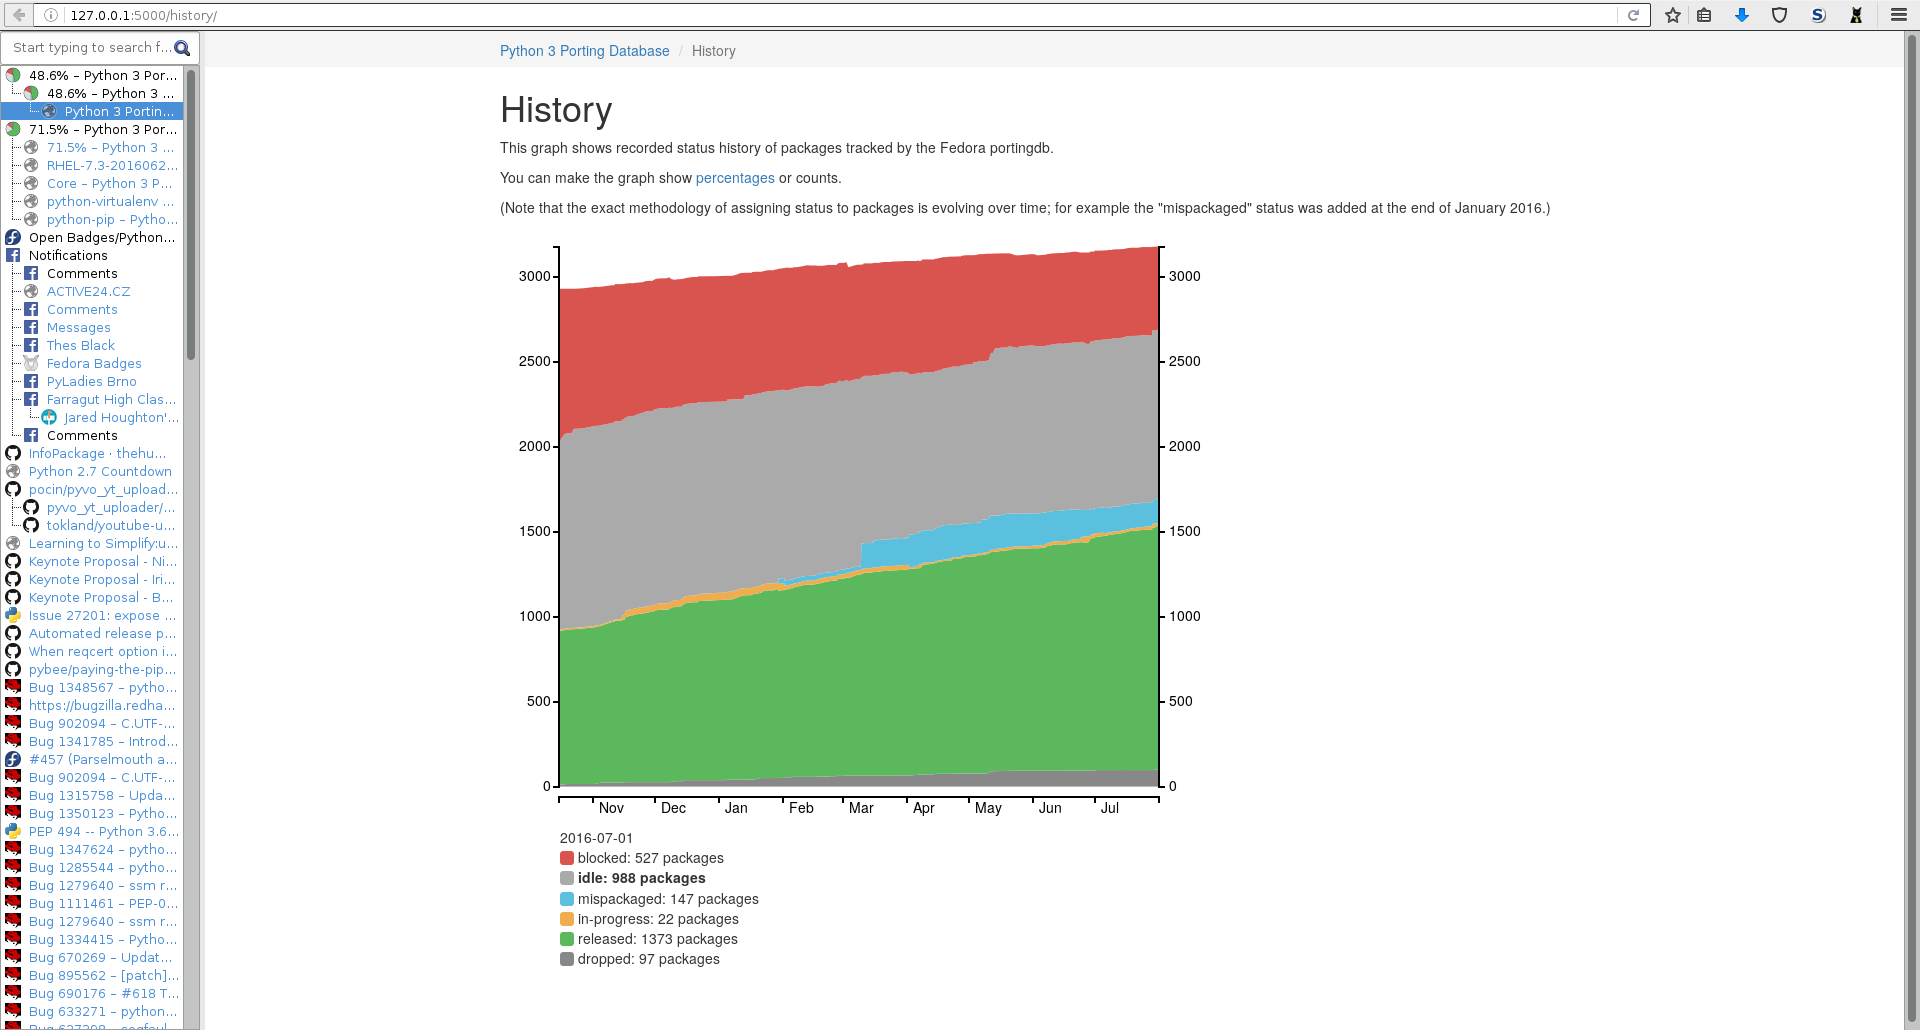 127.0.0.1:5000/history/
Start typing to search f...
48.6% – Python 3 Por...
48.6% – Python 3 ...
Python 3 Portin...
71.5% – Python 3 Por...
71.5% – Python 3 ...
RHEL-7.3-2016062...
Core – Python 3 P...
python-virtualenv ...
python-pip – Pytho...
Open Badges/Python...
Notifications
Comments
ACTIVE24.CZ
Comments
Messages
Thes Black
Fedora Badges
PyLadies Brno
Farragut High Clas...
Jared Houghton'...
Comments
InfoPackage · thehu...
Python 2.7 Countdown
pocin/pyvo_yt_upload...
pyvo_yt_uploader/...
tokland/youtube-u...
Learning to Simplify:u...
Keynote Proposal - Ni...
Keynote Proposal - Iri...
Keynote Proposal - B...
Issue 27201: expose ...
Automated release p...
When reqcert option i...
pybee/paying-the-pip...
Bug 1348567 – pytho...
https://bugzilla.redha...
Bug 902094 – C.UTF-...
Bug 1341785 – Introd...
#457 (Parselmouth a...
Bug 902094 – C.UTF-...
Bug 1315758 – Upda...
Bug 1350123 – Pytho...
PEP 494 -- Python 3.6...
Bug 1347624 – pytho...
Bug 1285544 – pytho...
Bug 1279640 – ssm r...
Bug 1111461 – PEP-0...
Bug 1279640 – ssm r...
Bug 1334415 – Pytho...
Bug 670269 – Updat...
Bug 895562 – [patch]...
Bug 690176 – #618 T...
Bug 633271 – python...
Python 3 Porting Database / History
History
This graph shows recorded status history of packages tracked by the Fedora portingdb.
You can make the graph show percentages or counts.
(Note that the exact methodology of assigning status to packages is evolving over time; for example the "mispackaged" status was added at the end of January 2016.)
3000 3000
2500 2500
2000 2000
1500 1500
1000 1000
500 500
0 0
Nov Dec Jan Feb Mar Apr May Jun Jul
2016-07-01
blocked: 527 packages
idle: 988 packages
mispackaged: 147 packages
in-progress: 22 packages
released: 1373 packages
dropped: 97 packages